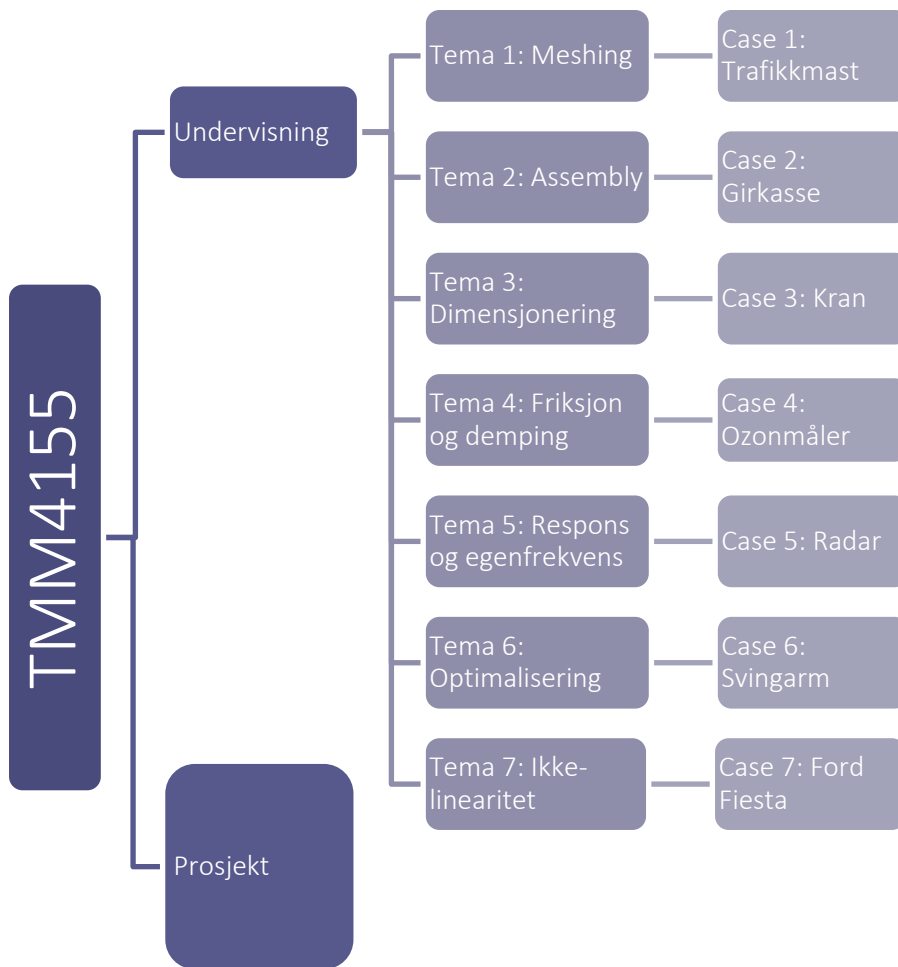 TMM4155
Undervisning
Tema 1: Meshing
Case 1:
Trafikkmast
Tema 2: Assembly
Case 2:
Girkasse
Tema 3:
Dimensjonering
Case 3: Kran
Tema 4: Friksjon
og demping
Case 4:
Ozonmåler
Tema 5: Respons
og egenfrekvens
Case 5: Radar
Tema 6:
Optimalisering
Case 6:
Svingarm
Tema 7: Ikke-
linearitet
Case 7: Ford
Fiesta
Prosjekt